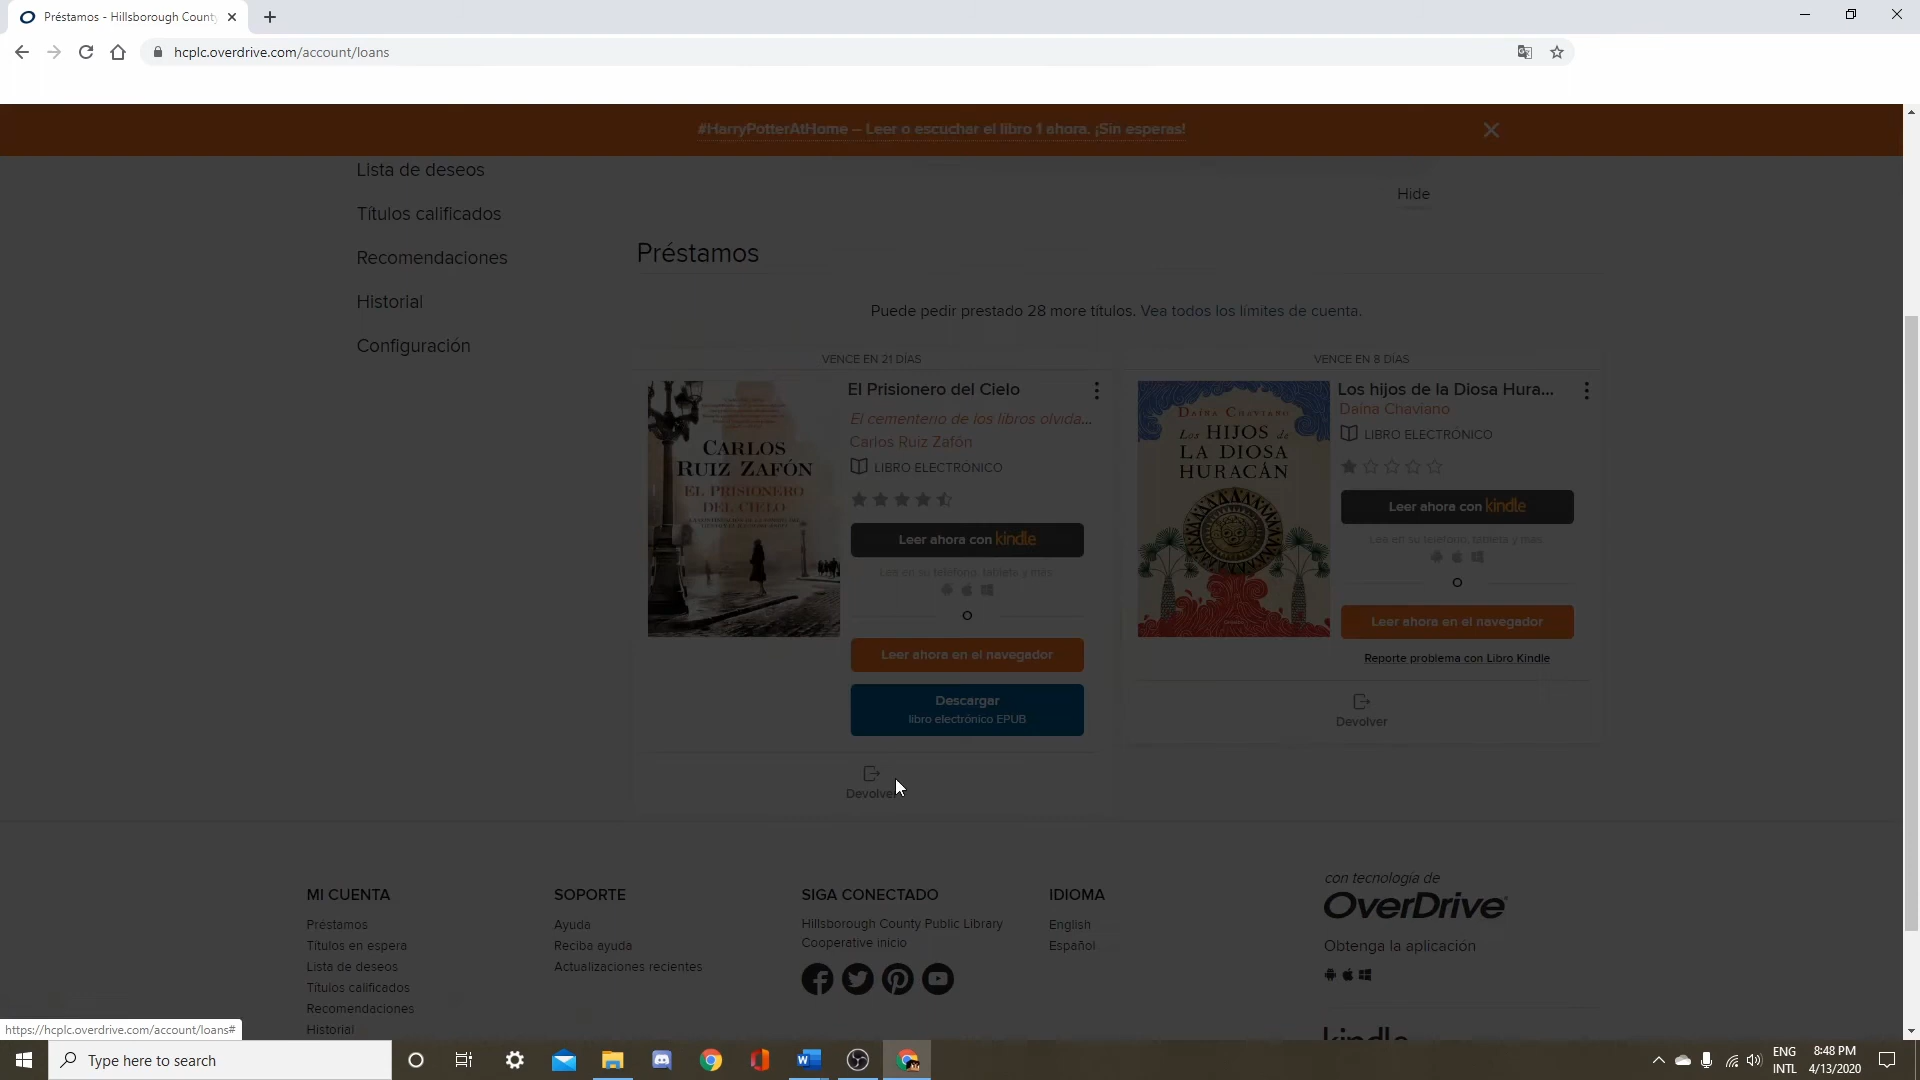 Préstamos - Hillsborough County
hcplc.overdrive.com/account/loans
#HarryPotterAtHome – Leer o escuchar el libro 1 ahora. ¡Sin esperas!
Lista de deseos
Títulos calificados
Recomendaciones
Historial
Configuración
Hide
Préstamos
Puede pedir prestado 28 more títulos. Vea todos los límites de cuenta.
VENCE EN 21 DÍAS
CARLOS
RUIZ ZAFÓN
EL PRISIONERO
DEL CIELO
El Prisionero del Cielo
El cementerio de los libros olvida...
Carlos Ruiz Zafón
LIBRO ELECTRÓNICO
Leer ahora con kindle
Lea en su teléfono, tableta y más.
O
Leer ahora en el navegador
Descargar
libro electrónico EPUB
Devolver
VENCE EN 8 DÍAS
DAÍNA CHAVIANO
Los HIJOS de
LA DIOSA
HURACÁN
Los hijos de la Diosa Hura...
Daína Chaviano
LIBRO ELECTRÓNICO
Leer ahora con kindle
Lea en su teléfono, tableta y más.
O
Leer ahora en el navegador
Reporte problema con Libro Kindle
Devolver
MI CUENTA
Préstamos
Títulos en espera
Lista de deseos
Títulos calificados
Recomendaciones
Historial
SOPORTE
Ayuda
Reciba ayuda
Actualizaciones recientes
SIGA CONECTADO
Hillsborough County Public Library
Cooperative inicio
IDIOMA
English
Español
con tecnología de
OverDrive
Obtenga la aplicación
kindle
https://hcplc.overdrive.com/account/loans#
Type here to search
ENG
INTL
8:48 PM
4/13/2020